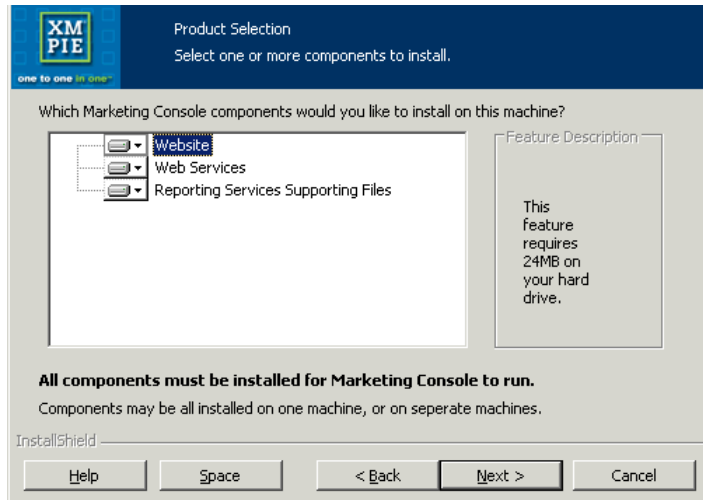 XM
PIE
one to one in one™
Product Selection
Select one or more components to install.
Which Marketing Console components would you like to install on this machine?
Website
Web Services
Reporting Services Supporting Files
Feature Description
This
feature
requires
24MB on
your hard
drive.
All components must be installed for Marketing Console to run.
Components may be all installed on one machine, or on seperate machines.
InstallShield
Help
Space
< Back
Next >
Cancel